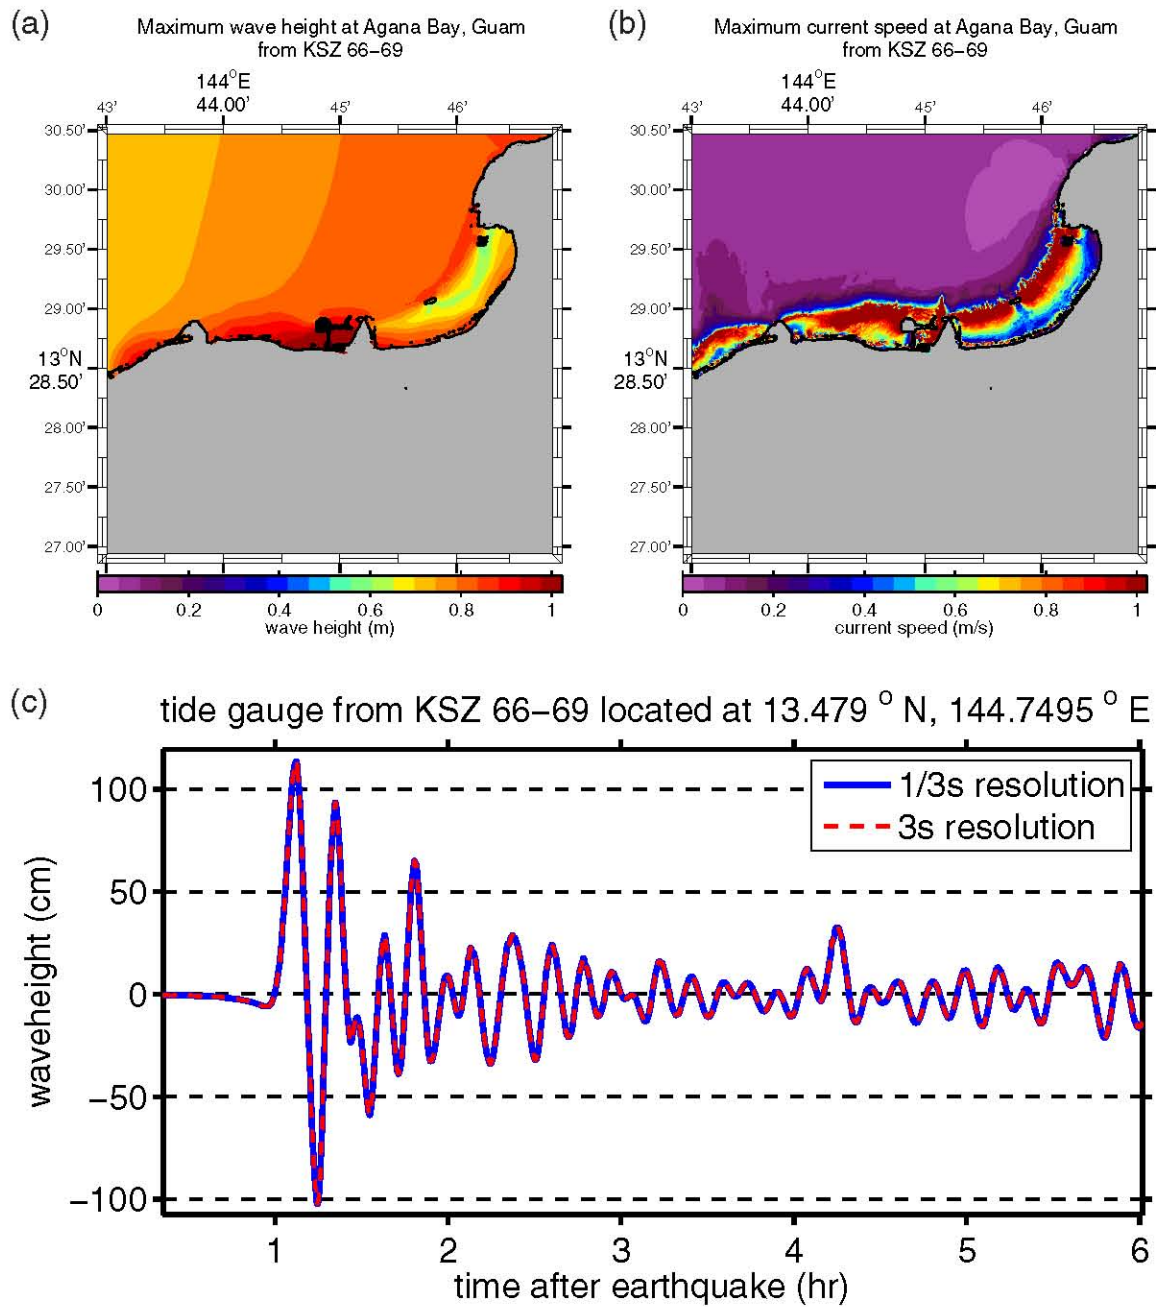 (a)
Maximum wave height at Agana Bay, Guam
from KSZ 66–69
144°E
43' 44.00' 45' 46'
30.50'
30.00'
29.50'
29.00'
13°N
28.50'
28.00'
27.50'
27.00'
0 0.2 0.4 0.6 0.8 1
wave height (m)
(b)
Maximum current speed at Agana Bay, Guam
from KSZ 66–69
144°E
43' 44.00' 45' 46'
30.50'
30.00'
29.50'
29.00'
13°N
28.50'
28.00'
27.50'
27.00'
0 0.2 0.4 0.6 0.8 1
current speed (m/s)
(c)
tide gauge from KSZ 66–69 located at 13.479 ° N, 144.7495 ° E
1/3s resolution
3s resolution
100
50
0
−50
−100
waveheight (cm)
1 2 3 4 5 6
time after earthquake (hr)